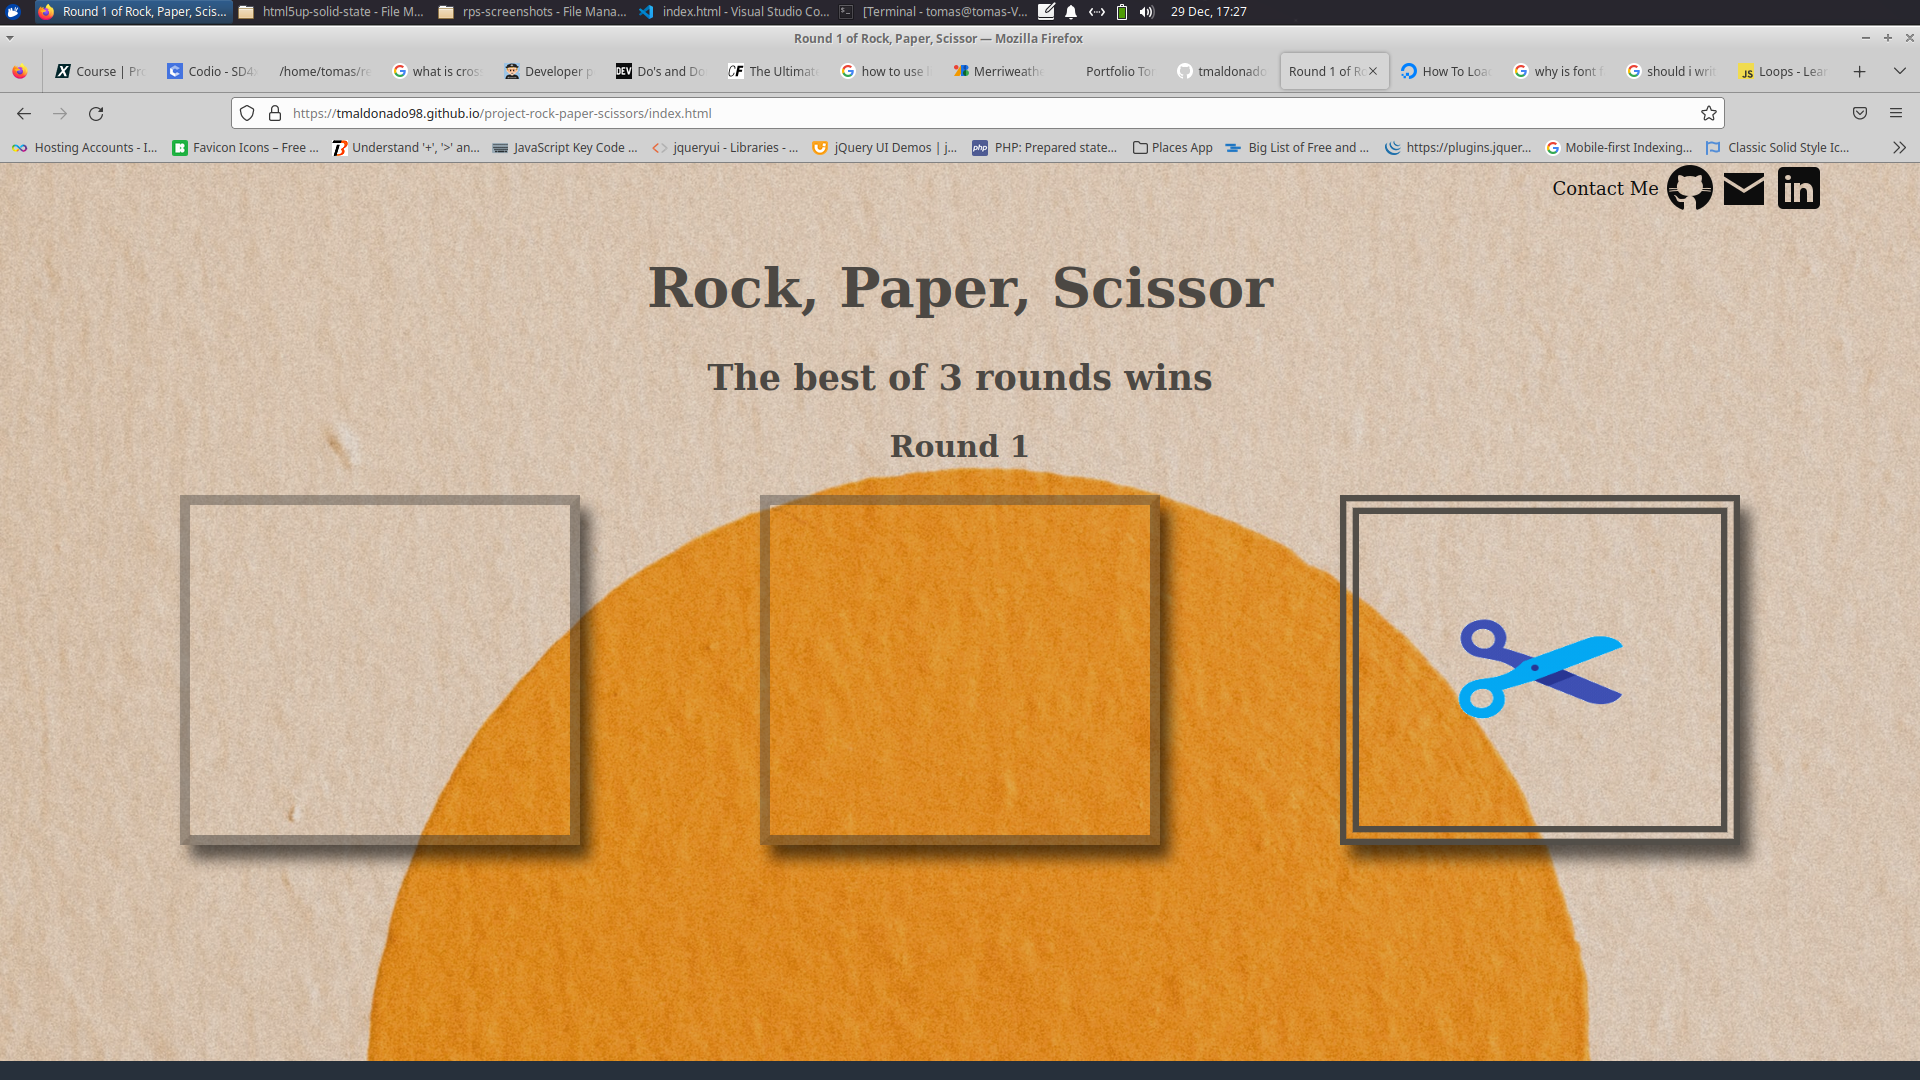 Round 1 of Rock, Paper, Scis...
html5up-solid-state - File M...
rps-screenshots - File Mana...
index.html - Visual Studio Co...
[Terminal - tomas@tomas-V...
29 Dec, 17:27
Round 1 of Rock, Paper, Scissor — Mozilla Firefox
Course | Pr
Codio - SD4
/home/tomas/re
what is cros
Developer p
DEV Do's and Do
CF The Ultimat
how to use l
Merriweathe
Portfolio Tor
tmaldonado
Round 1 of Ro
How To Loa
why is font f
should i writ
JS Loops - Lear
https://tmaldonado98.github.io/project-rock-paper-scissors/index.html
Hosting Accounts - I...
Favicon Icons – Free ...
Understand '+', '>' an...
JavaScript Key Code ...
jqueryui - Libraries - ...
jQuery UI Demos | j...
php PHP: Prepared state...
Places App
Big List of Free and ...
https://plugins.jquer...
Mobile-first Indexing...
Classic Solid Style Ic...
Contact Me
in
Rock, Paper, Scissor
The best of 3 rounds wins
Round 1